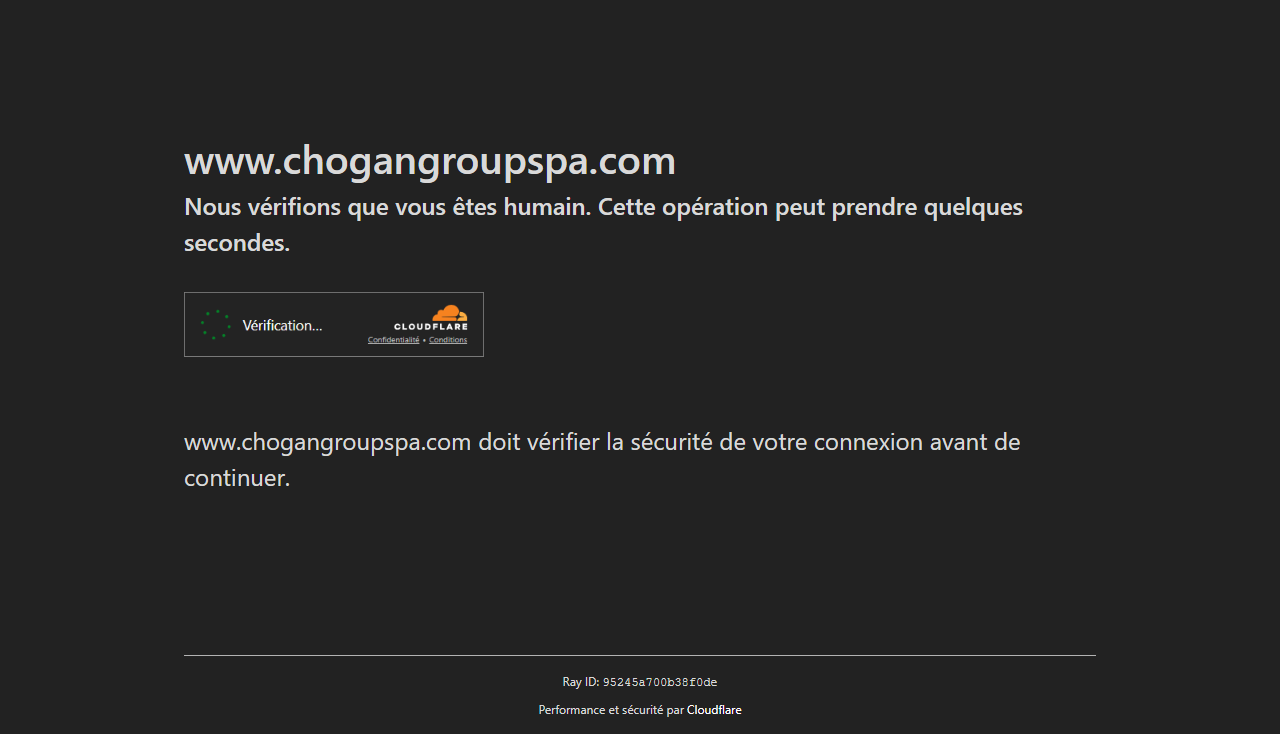 www.chogangroupspa.com
Nous vérifions que vous êtes humain. Cette opération peut prendre quelques
secondes.
Vérification...
CLOUDFLARE
Confidentialité • Conditions
www.chogangroupspa.com doit vérifier la sécurité de votre connexion avant de
continuer.
Ray ID: 95245a700b38f0de
Performance et sécurité par Cloudflare